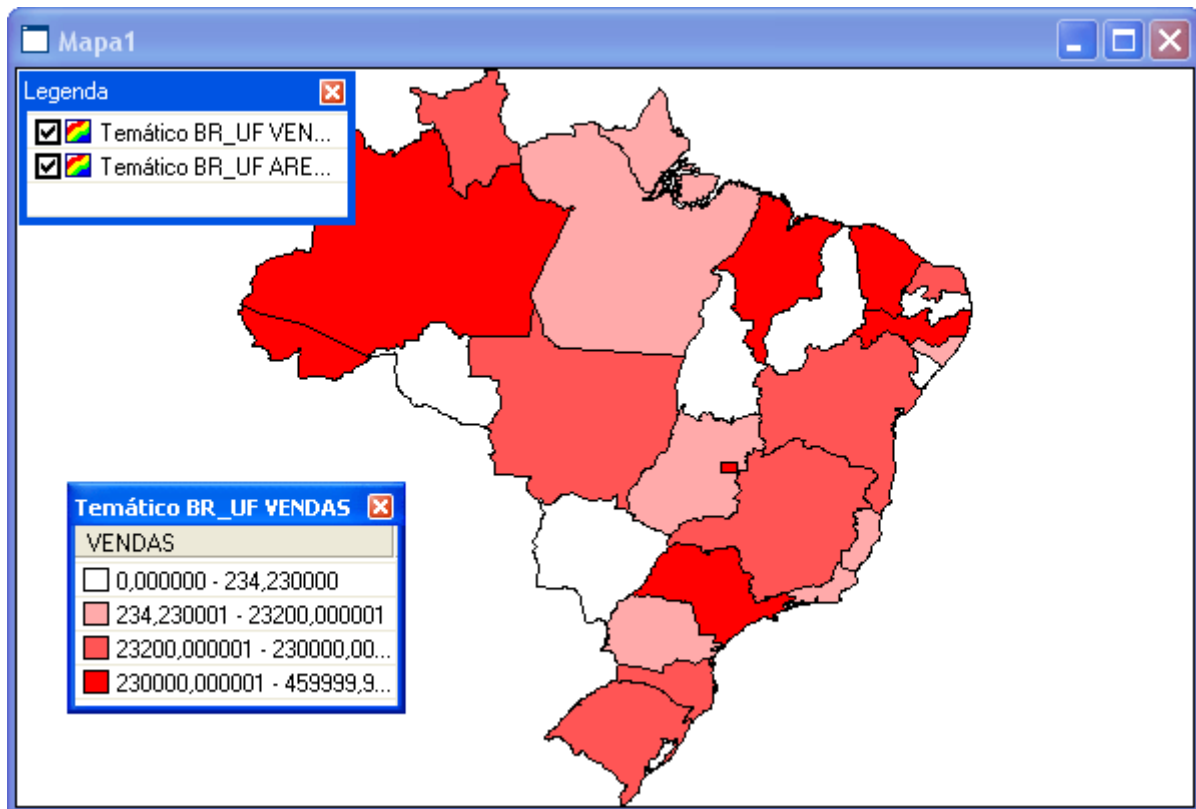 Mapa1
Legenda
Temático BR_UF VEN...
Temático BR_UF ARE...
Temático BR_UF VENDAS
VENDAS
0,000000 - 234,230000
234,230001 - 23200,000001
23200,000001 - 230000,00...
230000,000001 - 459999,9...